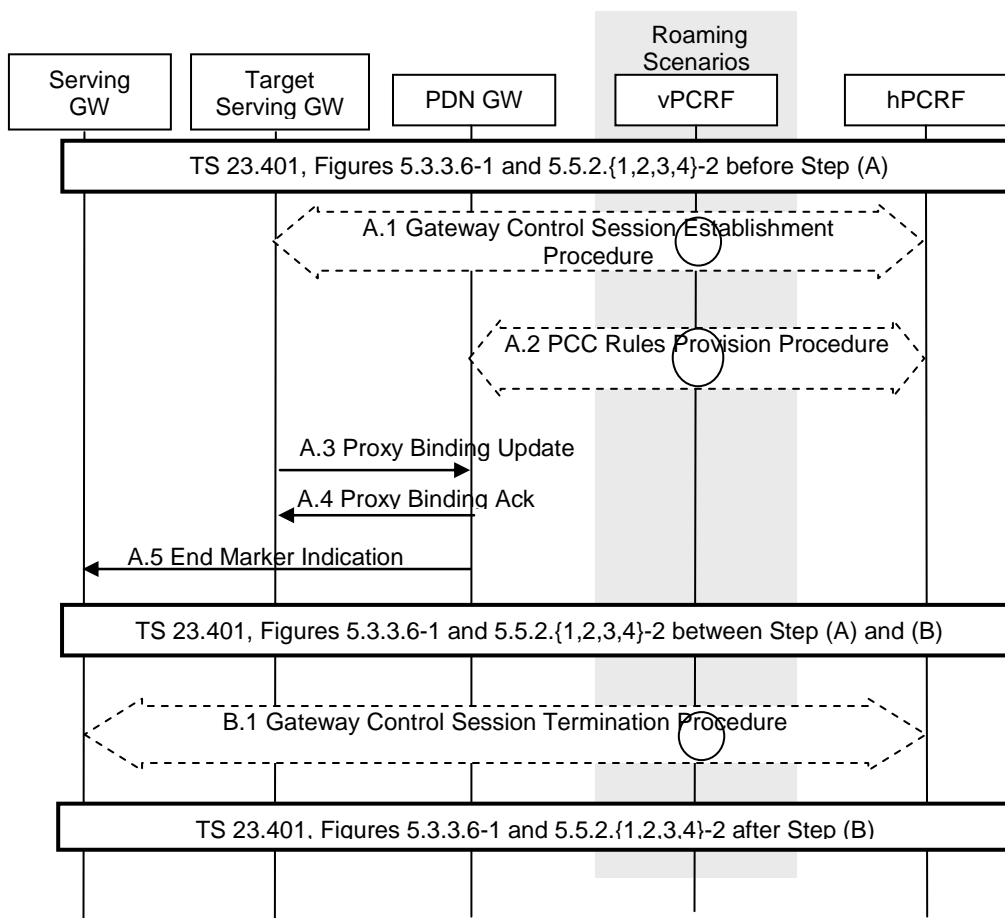 Roaming
Scenarios
Serving
GW
Target
Serving GW
PDN GW
vPCRF
hPCRF
TS 23.401, Figures 5.3.3.6-1 and 5.5.2.{1,2,3,4}-2 before Step (A)
A.1 Gateway Control Session Establishment
Procedure
A.2 PCC Rules Provision Procedure
A.3 Proxy Binding Update
A.4 Proxy Binding Ack
A.5 End Marker Indication
TS 23.401, Figures 5.3.3.6-1 and 5.5.2.{1,2,3,4}-2 between Step (A) and (B)
B.1 Gateway Control Session Termination Procedure
TS 23.401, Figures 5.3.3.6-1 and 5.5.2.{1,2,3,4}-2 after Step (B)